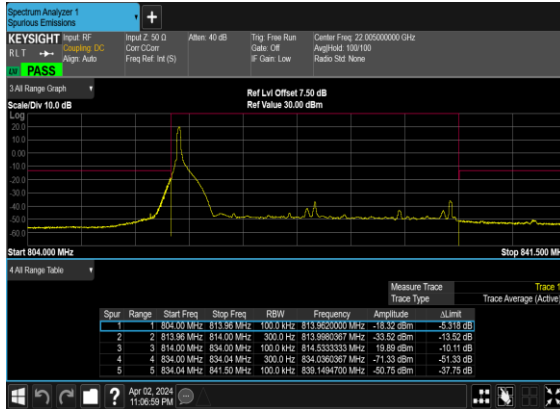 Spectrum Analyzer 1
Spurious Emissions
KEYSIGHT Input: RF Input Z: 50 Ω Atten: 40 dB Trig: Free Run Center Freq: 22.005000000 GHz
RLT Coupling: DC Corr CCorr Gate: Off Avg|Hold: 100/100
Align: Auto Freq Ref: Int (S) IF Gain: Low Radio Std: None
PASS
3 All Range Graph
Scale/Div 10.0 dB
Ref Lvl Offset 7.50 dB
Ref Value 30.00 dBm
Log
20.0
10.0
0.00
-10.0
-20.0
-30.0
-40.0
-50.0
-60.0
Start 804.000 MHz Stop 841.500 MH
4 All Range Table
Measure Trace Trace 1
Trace Type Trace Average (Active)
Spur Range Start Freq Stop Freq RBW Frequency Amplitude ΔLimit
1 1 804.00 MHz 813.96 MHz 100.0 kHz 813.9620000 MHz -18.32 dBm -5.318 dB
2 2 813.96 MHz 814.00 MHz 300.0 Hz 813.9980367 MHz -33.52 dBm -13.52 dB
3 3 814.00 MHz 834.00 MHz 100.0 kHz 814.5333333 MHz 19.89 dBm -10.11 dB
4 4 834.00 MHz 834.04 MHz 300.0 Hz 834.0360367 MHz -71.33 dBm -51.33 dB
5 5 834.04 MHz 841.50 MHz 100.0 kHz 839.1494700 MHz -50.75 dBm -37.75 dB
?
Apr 02, 2024
11:06:59 PM